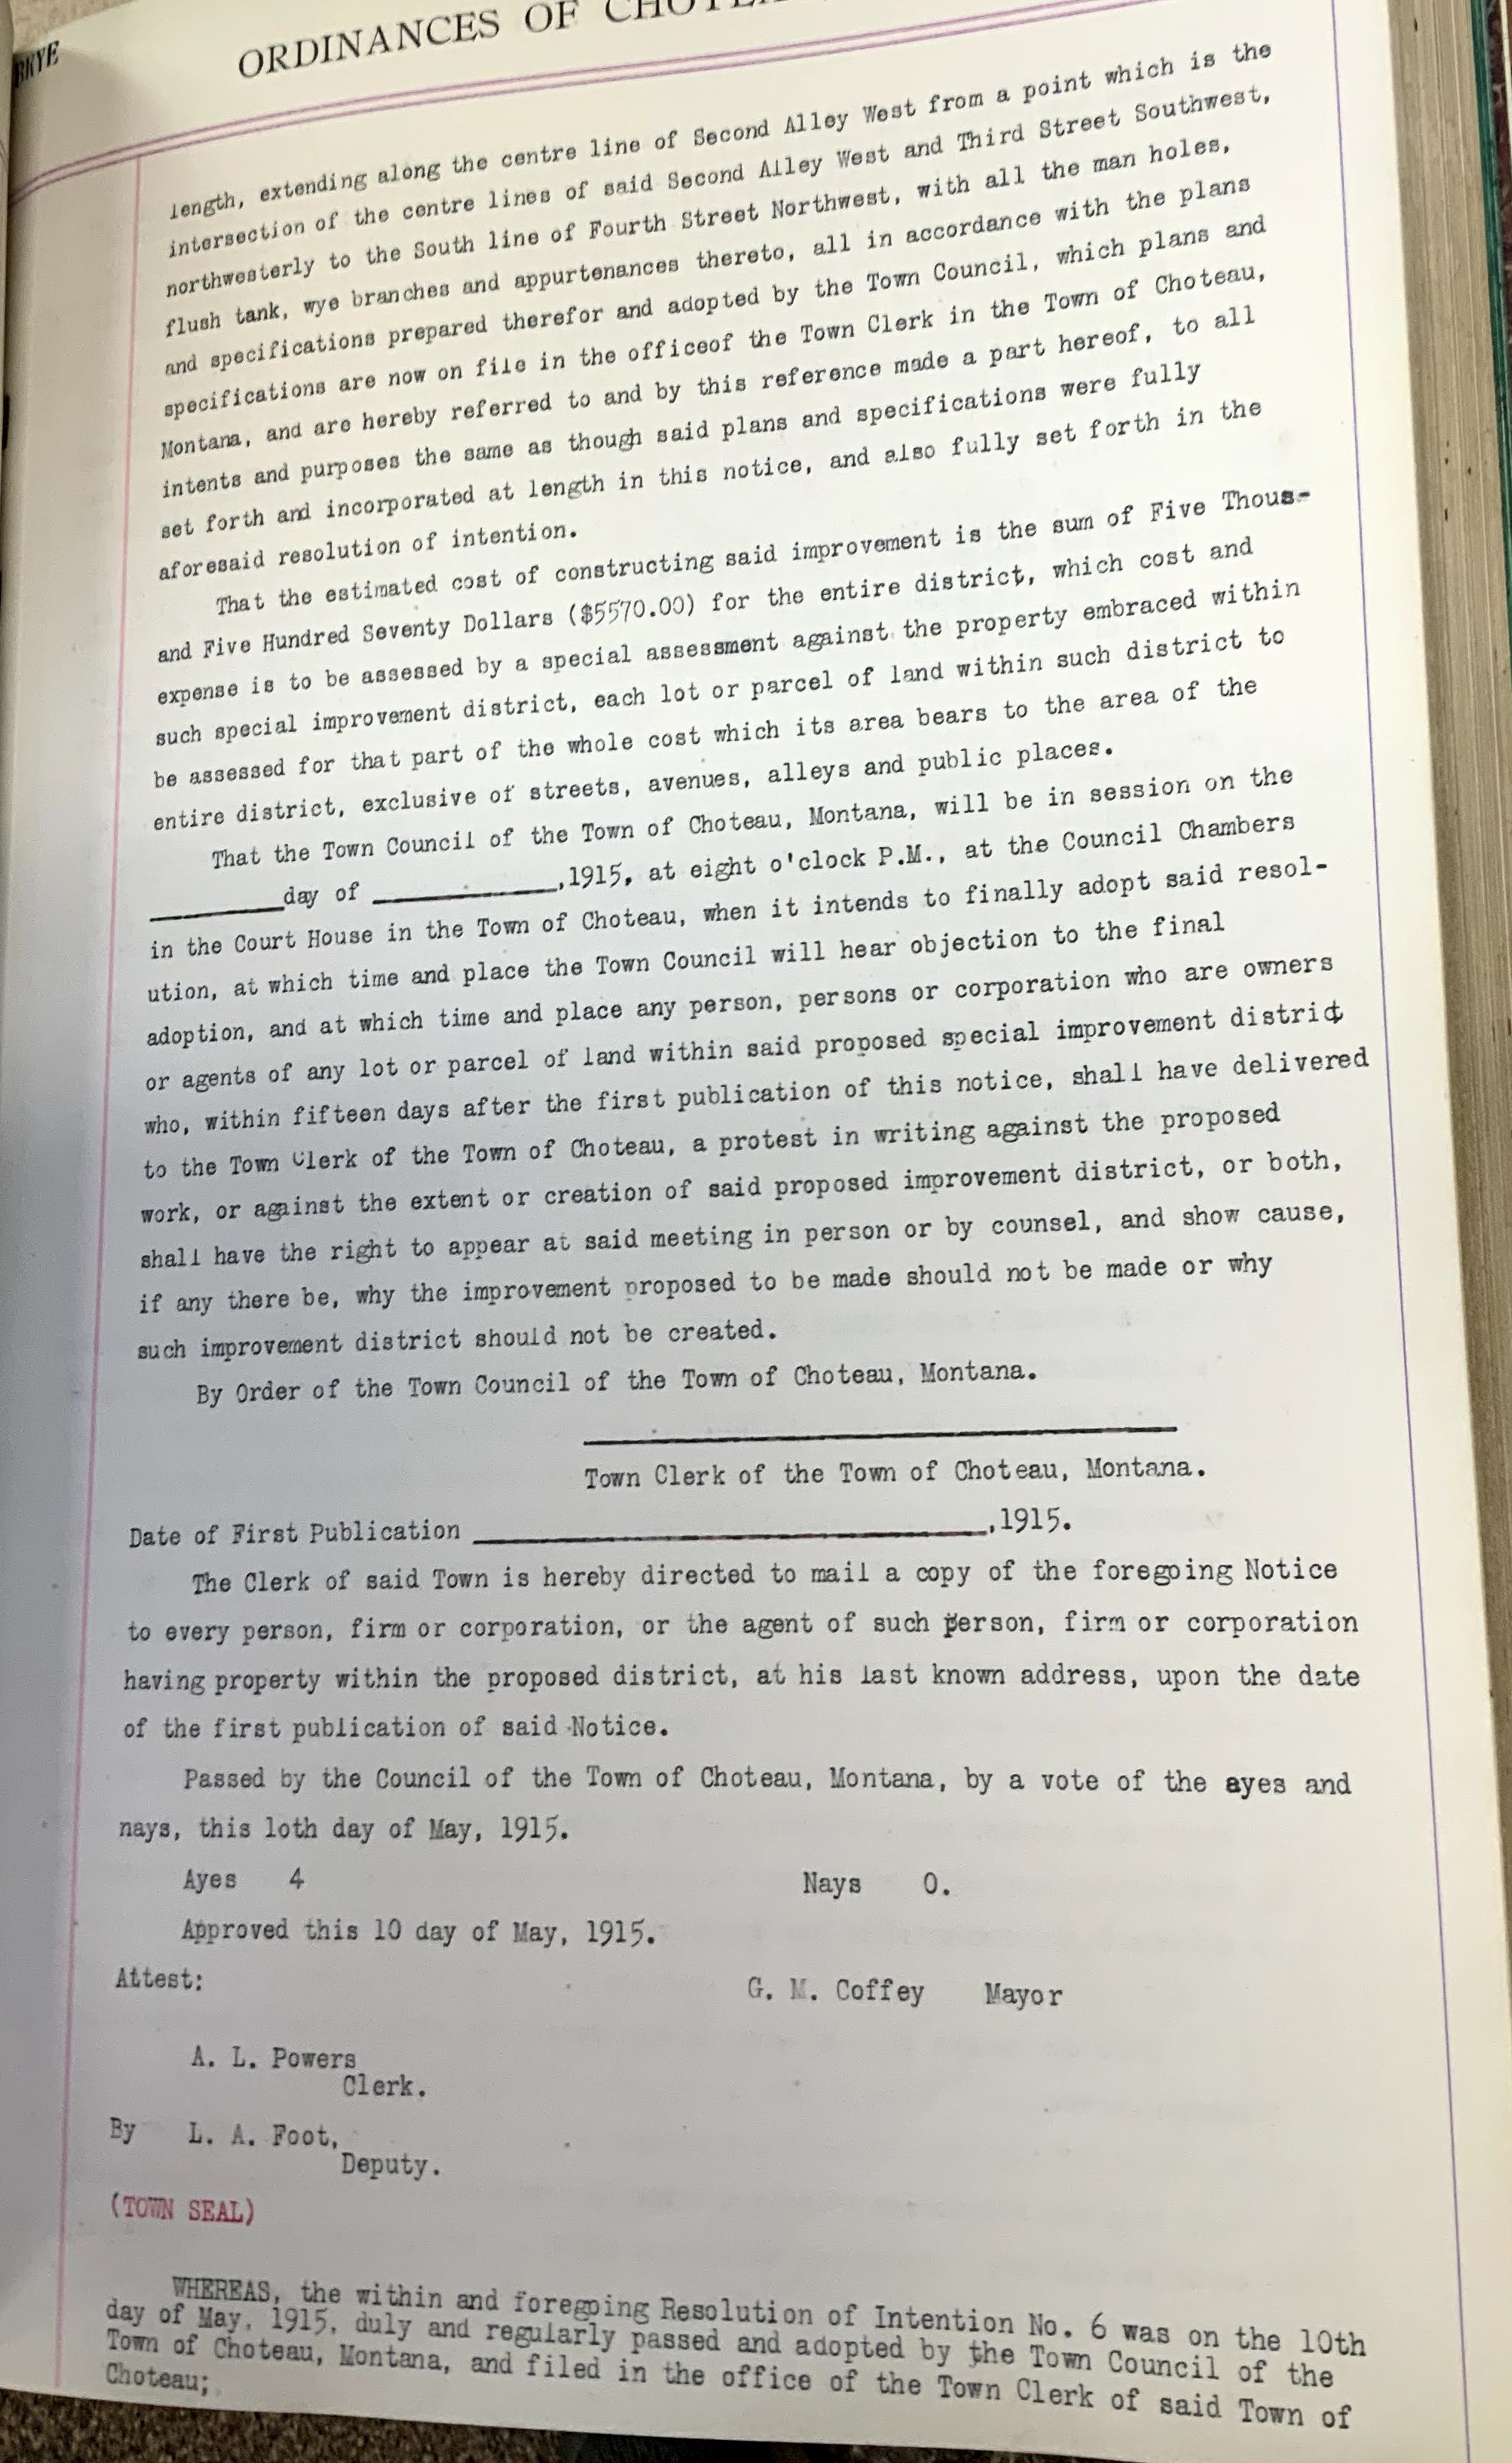 ORDINANCES OF
length, extending along the centre line of Second Alley West from a point which is the
intersection of the centre lines of said Second Alley West and Third Street Southwest,
northwesterly to the South line of Fourth Street Northwest, with all the man holes,
flush tank, wye branches and appurtenances thereto, all in accordance with the plans
and specifications prepared therefor and adopted by the Town Council, which plans and
specifications are now on file in the officeof the Town Clerk in the Town of Choteau,
Montana, and are hereby referred to and by this reference made a part hereof, to all
intents and purposes the same as though said plans and specifications were fully
set forth and incorporated at length in this notice, and also fully set forth in the
aforesaid resolution of intention.
That the estimated cost of constructing said improvement is the sum of Five Thous-
and Five Hundred Seventy Dollars ($5570.00) for the entire district, which cost and
expense is to be assessed by a special assessment against the property embraced within
such special improvement district, each lot or parcel of land within such district to
be assessed for that part of the whole cost which its area bears to the area of the
entire district, exclusive of streets, avenues, alleys and public places.
That the Town Council of the Town of Choteau, Montana, will be in session on the
________day of ___________,1915, at eight o'clock P.M., at the Council Chambers
in the Court House in the Town of Choteau, when it intends to finally adopt said resol-
ution, at which time and place the Town Council will hear objection to the final
adoption, and at which time and place any person, persons or corporation who are owners
or agents of any lot or parcel of land within said proposed special improvement district
who, within fifteen days after the first publication of this notice, shall have delivered
to the Town Clerk of the Town of Choteau, a protest in writing against the proposed
work, or against the extent or creation of said proposed improvement district, or both,
shall have the right to appear at said meeting in person or by counsel, and show cause,
if any there be, why the improvement proposed to be made should not be made or why
such improvement district should not be created.
By Order of the Town Council of the Town of Choteau, Montana.
Town Clerk of the Town of Choteau, Montana.
Date of First Publication ______________________________,1915.
The Clerk of said Town is hereby directed to mail a copy of the foregoing Notice
to every person, firm or corporation, or the agent of such person, firm or corporation
having property within the proposed district, at his last known address, upon the date
of the first publication of said Notice.
Passed by the Council of the Town of Choteau, Montana, by a vote of the ayes and
nays, this loth day of May, 1915.
Ayes 4 Nays 0.
Approved this 10 day of May, 1915.
Attest:
G. M. Coffey Mayor
A. L. Powers
Clerk.
By L. A. Foot,
Deputy.
(TOWN SEAL)
WHEREAS, the within and foregoing Resolution of Intention No. 6 was on the 10th
day of May, 1915, duly and regularly passed and adopted by the Town Council of the
Town of Choteau, Montana, and filed in the office of the Town Clerk of said Town of
Choteau;